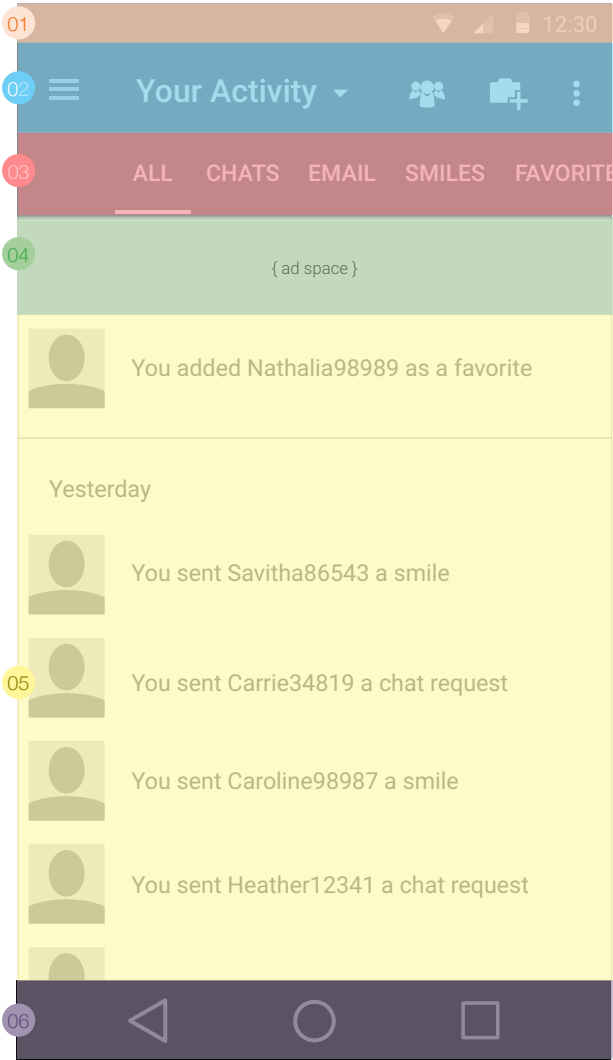 01
12:30
02
Your Activity
03
ALL CHATS EMAIL SMILES FAVORITE
04
{ ad space }
You added Nathalia98989 as a favorite
Yesterday
You sent Savitha86543 a smile
05
You sent Carrie34819 a chat request
You sent Caroline98987 a smile
You sent Heather12341 a chat request
06